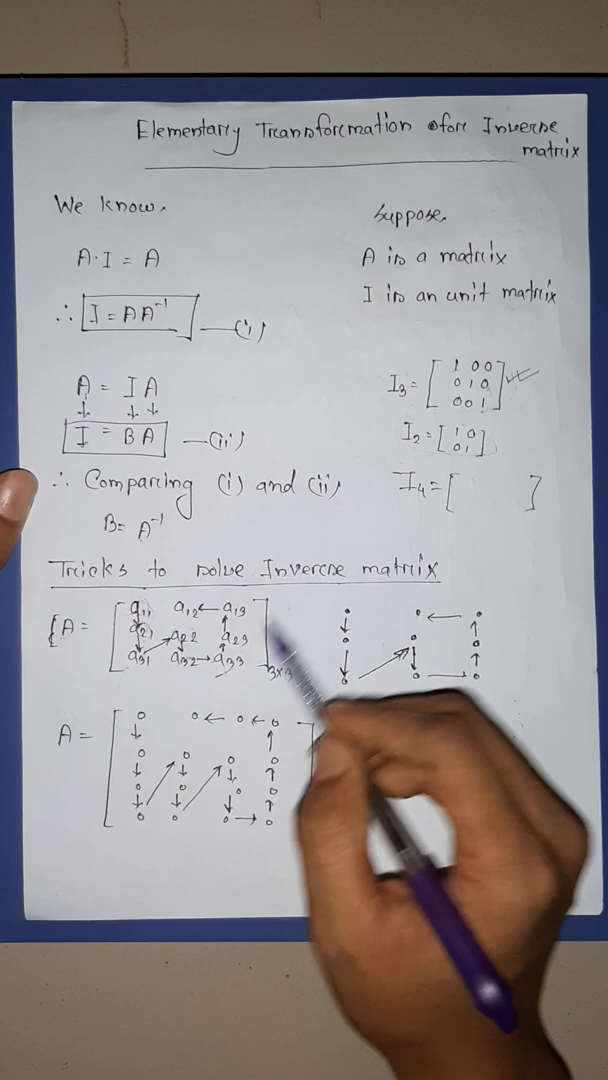 Elementary Transformation for Inverse
matrix
We know,
A·I = A
∴ I = AA⁻¹ —(i)
A = IA
↓ ↓ ↓
I = BA —(ii)
∴ Comparing (i) and (ii),
B = A⁻¹
Suppose,
A is a matrix
I is an unit matrix
I₃ = [1 0 0
0 1 0
0 0 1]
I₂ = [1 0
0 1]
I₄ = [ ]
Tricks to solve Inverse matrix
{A = [a₁₁ a₁₂ ← a₁₃
a₂₁ a₂₂ a₂₃
a₃₁ a₃₂ → a₃₃] 3×3
A = [